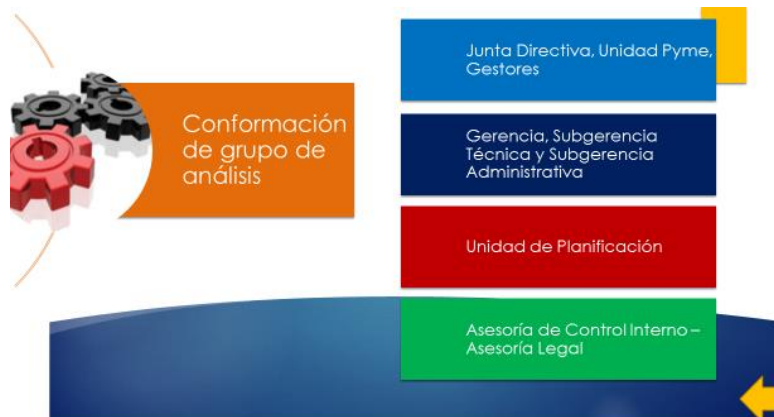 Conformación
de grupo de
análisis
Junta Directiva, Unidad Pyme,
Gestores
Gerencia, Subgerencia
Técnica y Subgerencia
Administrativa
Unidad de Planificación
Asesoría de Control Interno –
Asesoría Legal